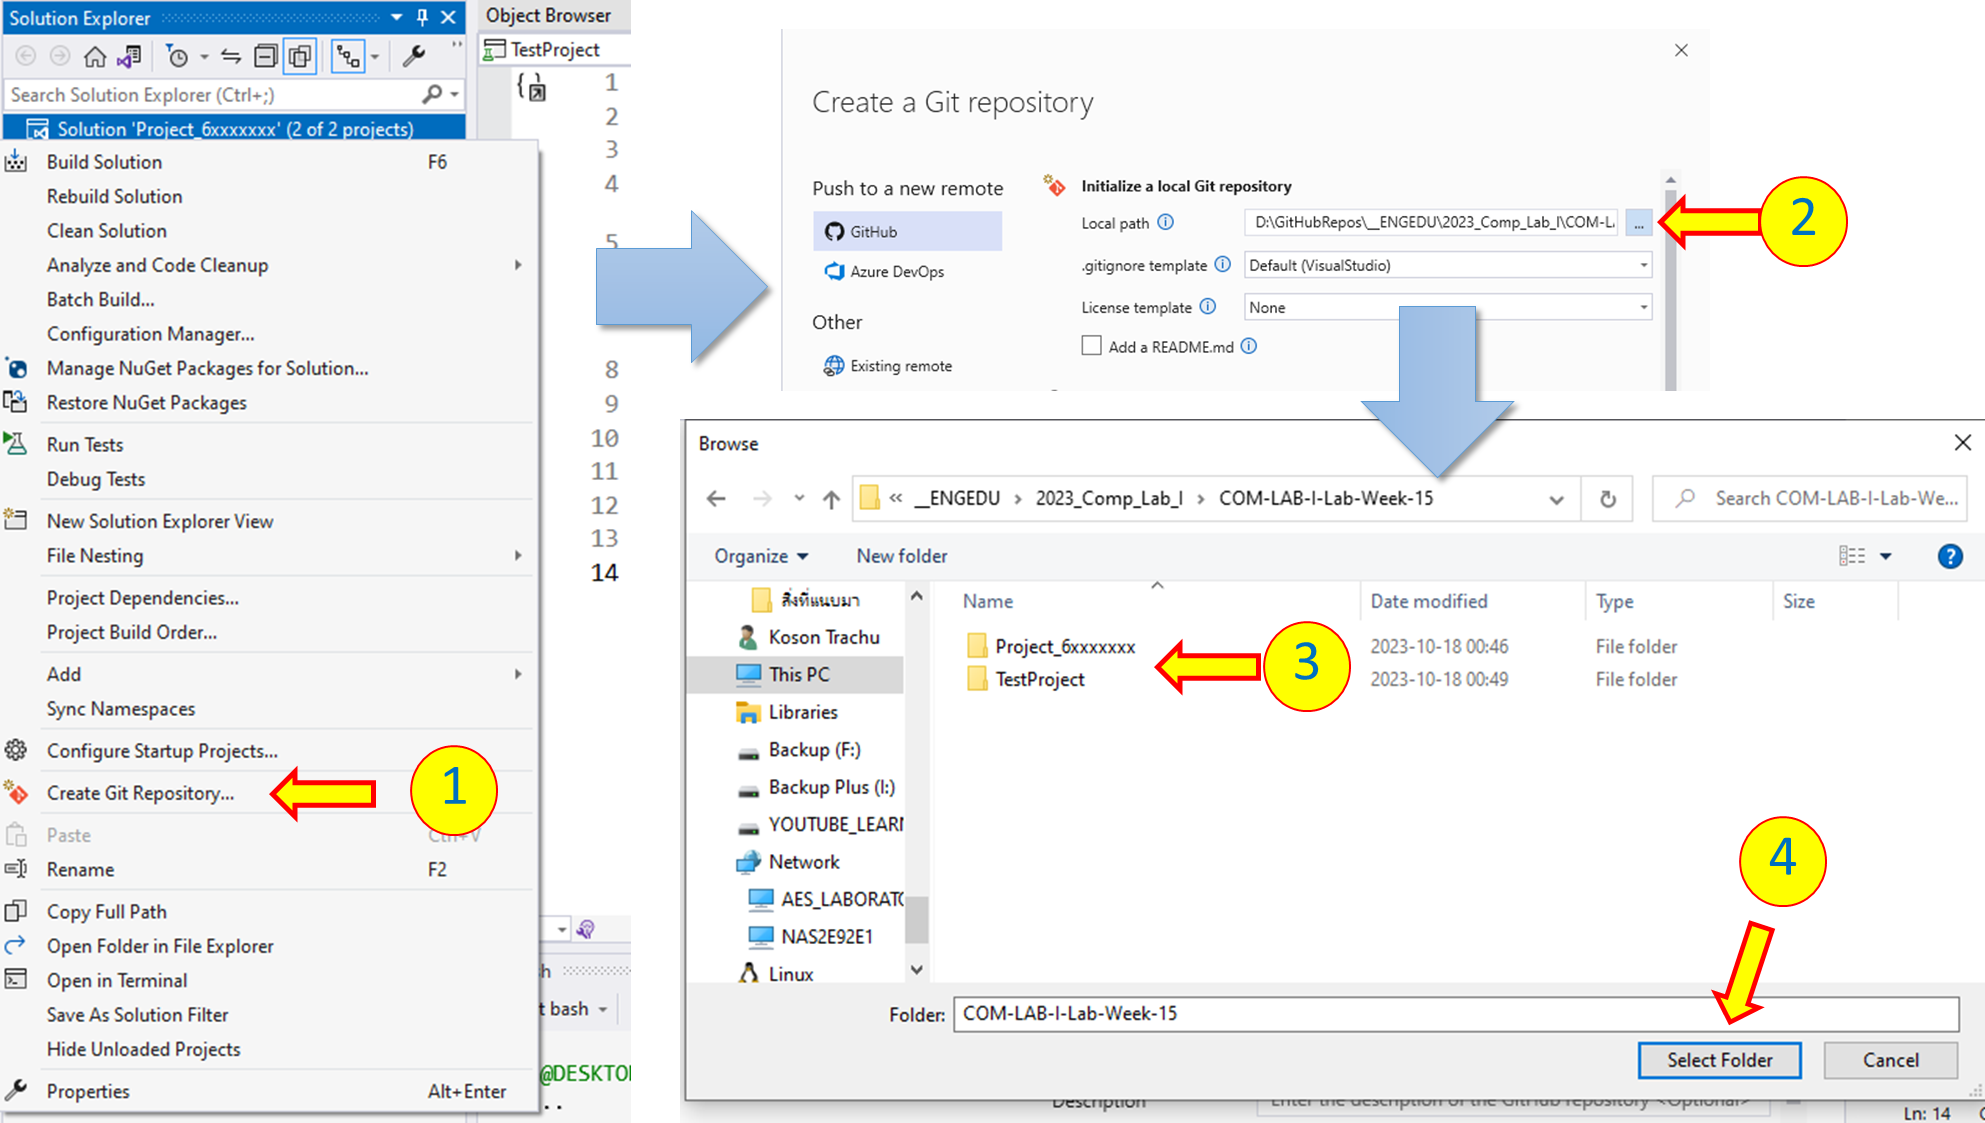 Solution Explorer
Search Solution Explorer (Ctrl+;)
Solution 'Project_6xxxxxxx' (2 of 2 projects)
Build Solution F6
Rebuild Solution
Clean Solution
Analyze and Code Cleanup
Batch Build...
Configuration Manager...
Manage NuGet Packages for Solution...
Restore NuGet Packages
Run Tests
Debug Tests
New Solution Explorer View
File Nesting
Project Dependencies...
Project Build Order...
Add
Sync Namespaces
Configure Startup Projects...
Create Git Repository...
1
Paste Ctrl+V
Rename F2
Copy Full Path
Open Folder in File Explorer
Open in Terminal
Save As Solution Filter
Hide Unloaded Projects
Properties Alt+Enter
Object Browser
TestProject
1
2
3
4
5
8
9
10
11
12
13
14
h
t bash
@DESKTO
..
Create a Git repository
Push to a new remote
GitHub
Azure DevOps
Other
Existing remote
Initialize a local Git repository
Local path D:\GitHubRepos\__ENGEDU\2023_Comp_Lab_I\COM-L ...
2
.gitignore template Default (VisualStudio)
License template None
Add a README.md
Browse
« __ENGEDU › 2023_Comp_Lab_I › COM-LAB-I-Lab-Week-15
Search COM-LAB-I-Lab-We...
Organize New folder
สิ่งที่แนบมา
Koson Trachu
This PC
Libraries
Backup (F:)
Backup Plus (I:)
YOUTUBE_LEAR
Network
AES_LABORATO
NAS2E92E1
Linux
Name Date modified Type Size
Project_6xxxxxxx 2023-10-18 00:46 File folder
TestProject 2023-10-18 00:49 File folder
3
4
Folder: COM-LAB-I-Lab-Week-15
Select Folder Cancel
Description Enter the description of the GitHub repository <Optional>
Ln: 14